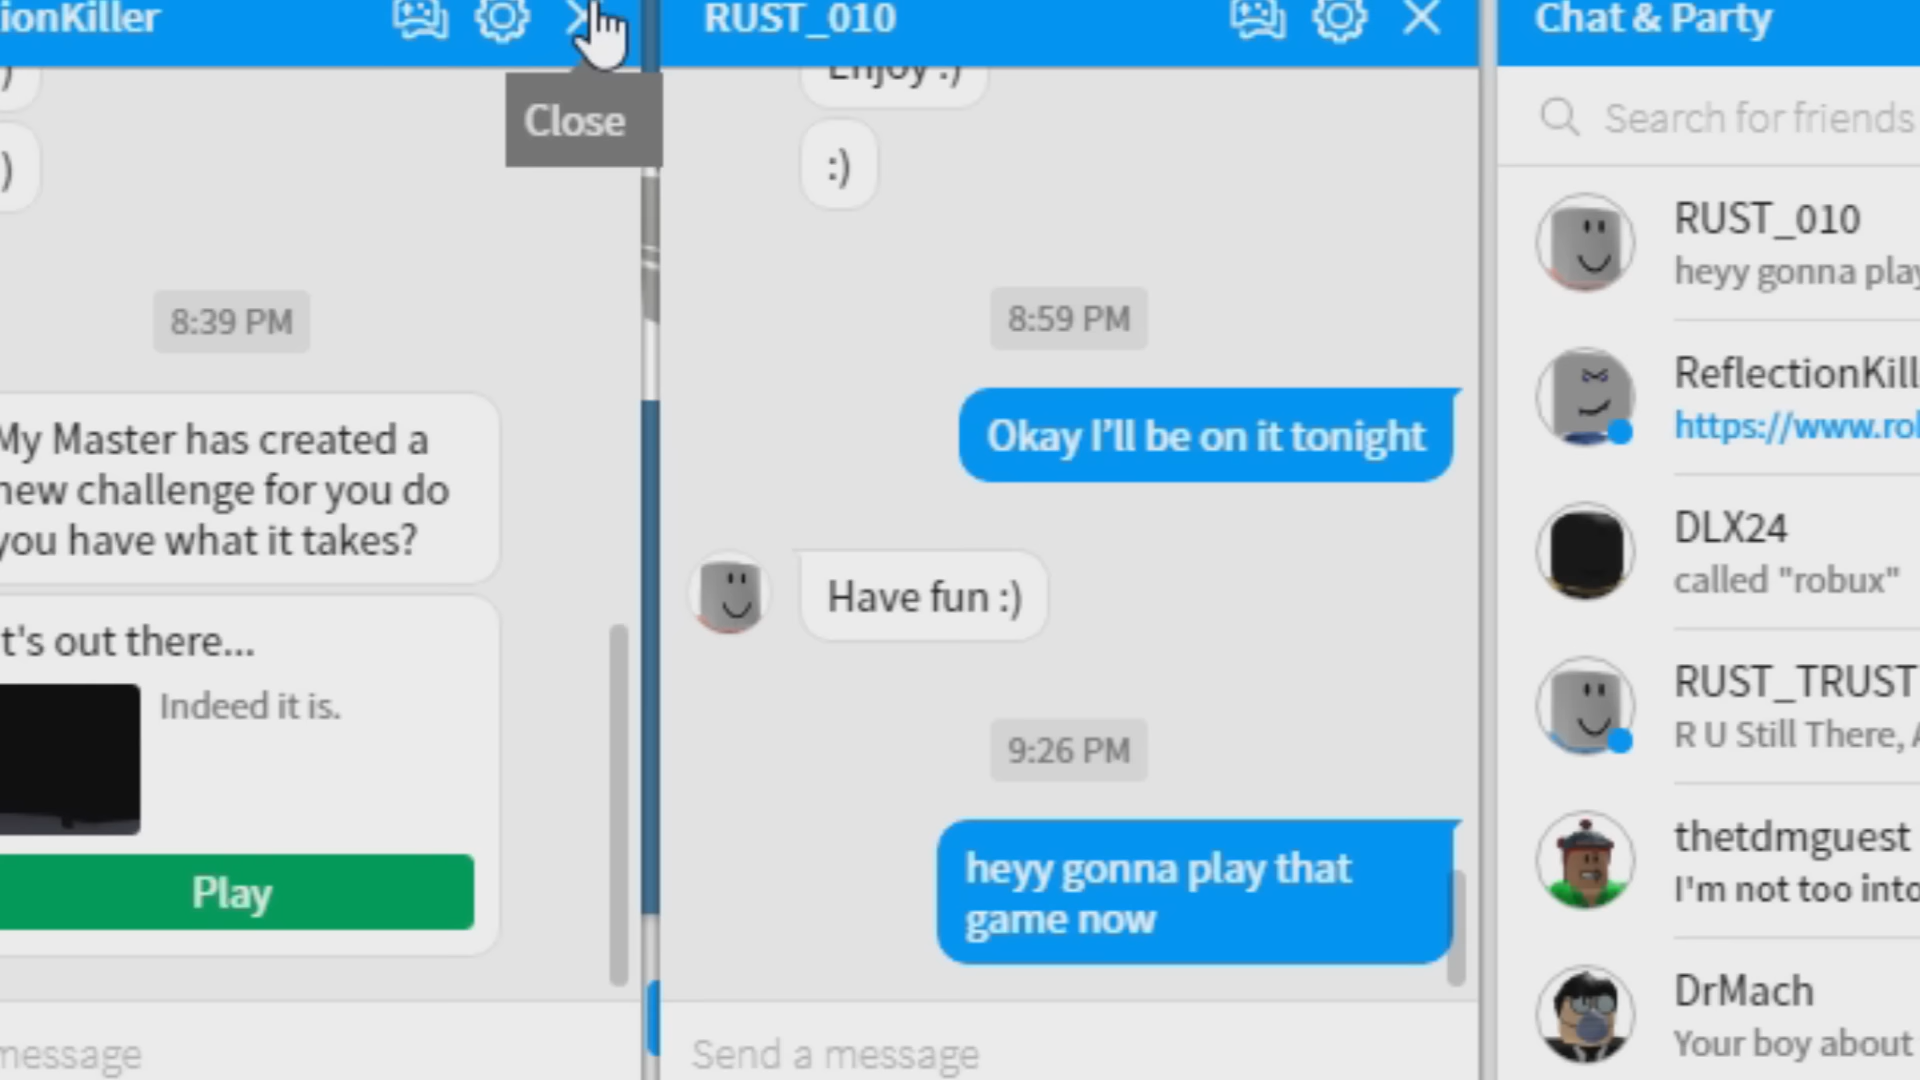 ionKiller
Close
8:39 PM
My Master has created a
new challenge for you do
you have what it takes?
t's out there...
Indeed it is.
Play
message
RUST_010
Enjoy :)
:)
8:59 PM
Okay I'll be on it tonight
Have fun :)
9:26 PM
heyy gonna play that
game now
Send a message
Chat & Party
Search for friends
RUST_010
heyy gonna play
ReflectionKill
https://www.rol
DLX24
called "robux"
RUST_TRUST
R U Still There, A
thetdmguest
I'm not too into
DrMach
Your boy about